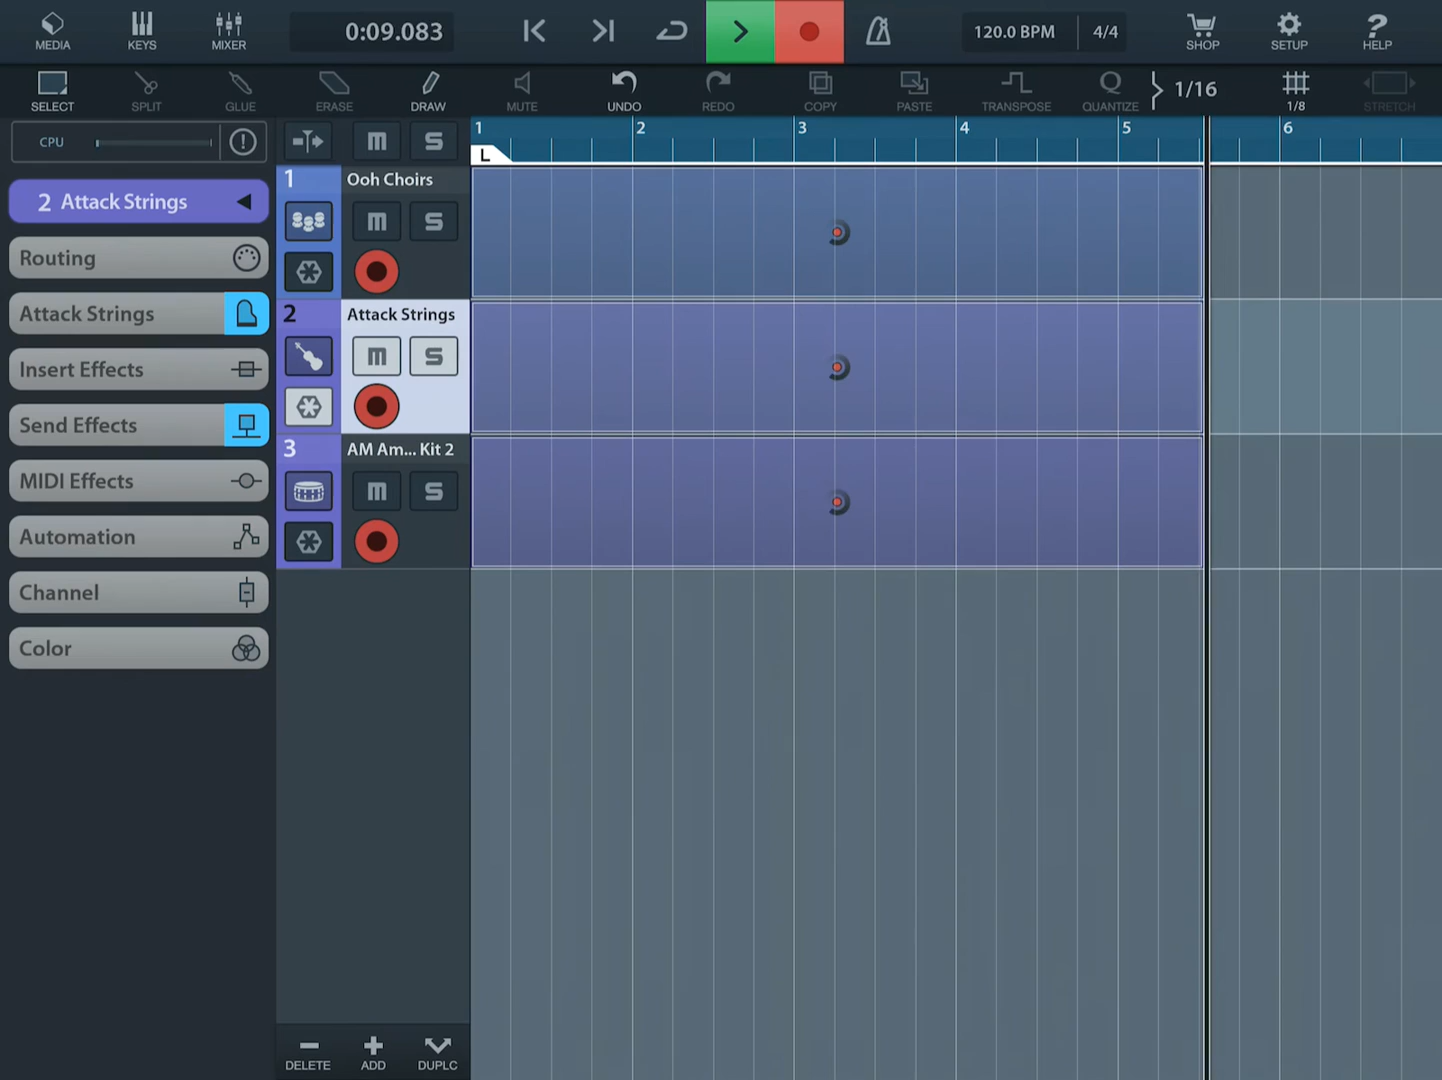 MEDIA
KEYS
MIXER
0:09.083
120.0 BPM
4/4
SHOP
SETUP
?
HELP
SELECT
SPLIT
GLUE
ERASE
DRAW
MUTE
UNDO
REDO
COPY
PASTE
TRANSPOSE
Q
QUANTIZE
1/16
1/8
STRETCH
CPU
!
m
S
1
2
3
4
5
6
L
2 Attack Strings
Routing
Attack Strings
Insert Effects
Send Effects
MIDI Effects
Automation
Channel
Color
1
Ooh Choirs
m
S
2
Attack Strings
m
S
3
AM Am... Kit 2
m
S
DELETE
ADD
DUPLC